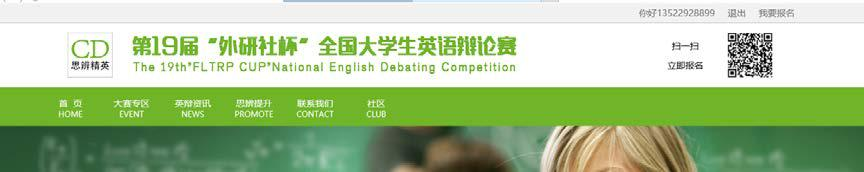 你好13522928899 退出 我要报名
CD
思辨精英
第19届“外研社杯”全国大学生英语辩论赛
The 19th"FLTRP CUP"National English Debating Competition
扫一扫
立即报名
首 页 大赛专区 英辩资讯 思辨提升 联系我们 社区
HOME EVENT NEWS PROMOTE CONTACT CLUB